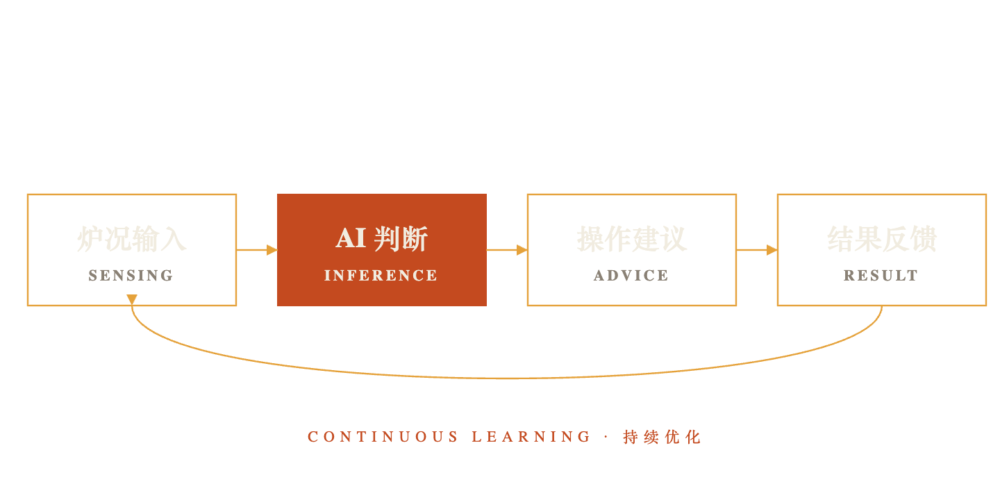 炉况输入
SENSING
AI 判断
INFERENCE
操作建议
ADVICE
结果反馈
RESULT
CONTINUOUS LEARNING · 持续优化